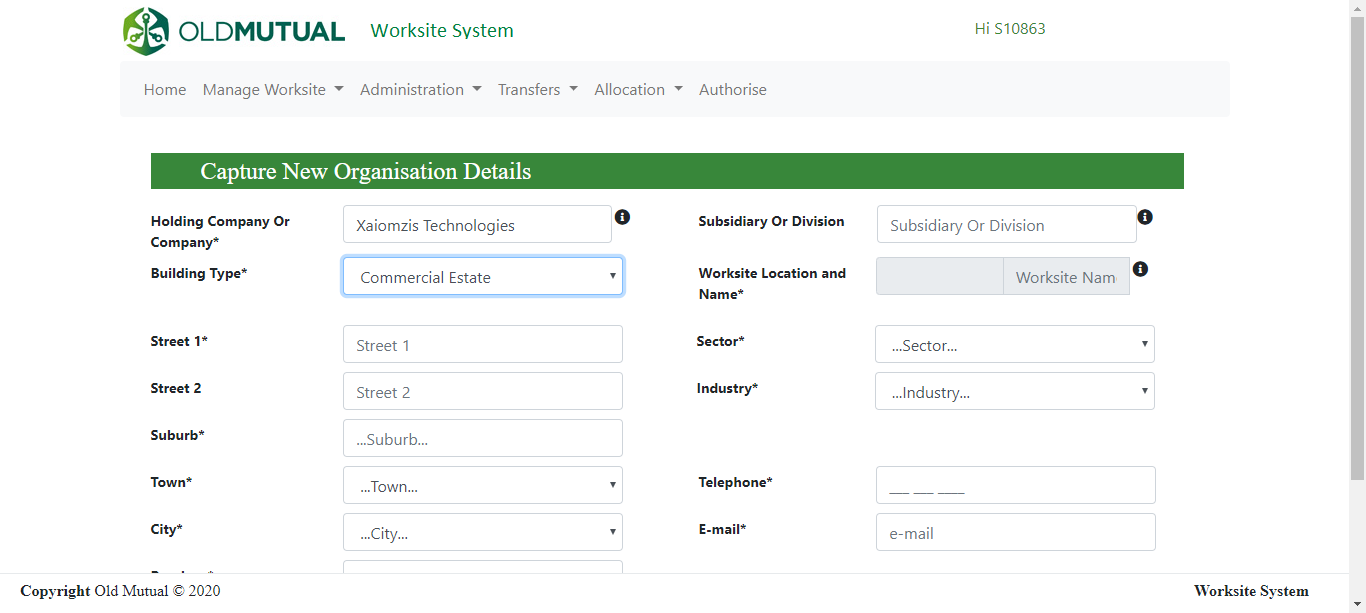 OLDMUTUAL Worksite System Hi S10863
Home Manage Worksite Administration Transfers Allocation Authorise
Capture New Organisation Details
Holding Company Or Company* Xaiomzis Technologies Subsidiary Or Division Subsidiary Or Division
Building Type* Commercial Estate Worksite Location and Name* Worksite Nam
Street 1* Street 1 Sector* ...Sector...
Street 2 Street 2 Industry* ...Industry...
Suburb* ...Suburb...
Town* ...Town... Telephone* ___ ___ ____
City* ...City... E-mail* e-mail
Copyright Old Mutual © 2020 Worksite System